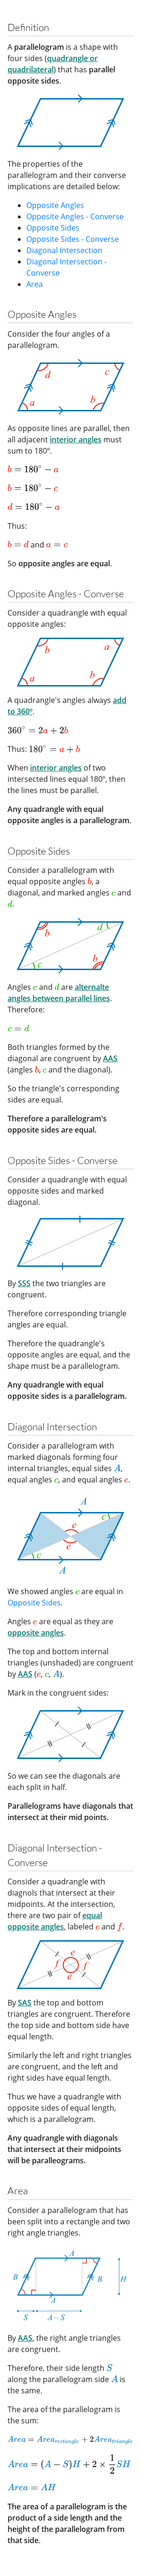 Definition
A parallelogram is a shape with
four sides (quadrangle or
quadrilateral) that has parallel
opposite sides.
The properties of the
parallelogram and their converse
implications are detailed below:
Opposite Angles
Opposite Angles - Converse
Opposite Sides
Opposite Sides - Converse
Diagonal Intersection
Diagonal Intersection -
Converse
Area
Opposite Angles
Consider the four angles of a
parallelogram.
d c
a b
As opposite lines are parallel, then
all adjacent interior angles must
sum to 180º.
b = 180° − a
b = 180° − c
d = 180° − a
Thus:
b = d and a = c
So opposite angles are equal.
Opposite Angles - Converse
Consider a quadrangle with equal
opposite angles:
b a
a b
A quadrangle's angles always add
to 360º.
360° = 2a + 2b
Thus: 180° = a + b
When interior angles of two
intersected lines equal 180º, then
the lines must be parallel.
Any quadrangle with equal
opposite angles is a parallelogram.
Opposite Sides
Consider a parallelogram with
equal opposite angles b, a
diagonal, and marked angles c and
d.
b d
c b
Angles c and d are alternalte
angles between parallel lines.
Therefore:
c = d
Both triangles formed by the
diagonal are congruent by AAS
(angles b, c and the diagonal).
So the triangle's corresponding
sides are equal.
Therefore a parallelogram's
opposite sides are equal.
Opposite Sides - Converse
Consider a quadrangle with equal
opposite sides and marked
diagonal.
By SSS the two triangles are
congruent.
Therefore corresponding triangle
angles are equal.
Therefore the quadrangle's
opposite angles are equal, and the
shape must be a parallelogram.
Any quadrangle with equal
opposite sides is a parallelogram.
Diagonal Intersection
Consider a parallelogram with
marked diagonals forming four
internal triangles, equal sides A,
equal angles c, and equal angles e.
A
c
e
e
c
A
We showed angles c are equal in
Opposite Sides.
Angles e are equal as they are
opposite angles.
The top and bottom internal
triangles (unshaded) are congruent
by AAS (e, c, A).
Mark in the congruent sides:
So we can see the diagonals are
each split in half.
Parallelograms have diagonals that
intersect at their mid points.
Diagonal Intersection -
Converse
Consider a quadrangle with
diagnols that intersect at their
midpoints. At the intersection,
there are two pair of equal
opposite angles, labeled e and f.
e
f f
e
By SAS the top and bottom
triangles are congruent. Therefore
the top side and bottom side have
equal length.
Similarly the left and right triangles
are congruent, and the left and
right sides have equal length.
Thus we have a quadrangle with
opposite sides of equal length,
which is a parallelogram.
Any quadrangle with diagonals
that intersect at their midpoints
will be paralleogams.
Area
Consider a parallelogram that has
been split into a rectangle and two
right angle triangles.
A
B B H
A
S A − S
By AAS, the right angle triangles
are congruent.
Therefore, their side length S
along the parallelogram side A is
the same.
The area of the parallelogram is
the sum:
Area = Area rectangle + 2Area triangle
Area = (A − S)H + 2 × 1/2 SH
Area = AH
The area of a parallelogram is the
product of a side length and the
height of the parallelogram from
that side.